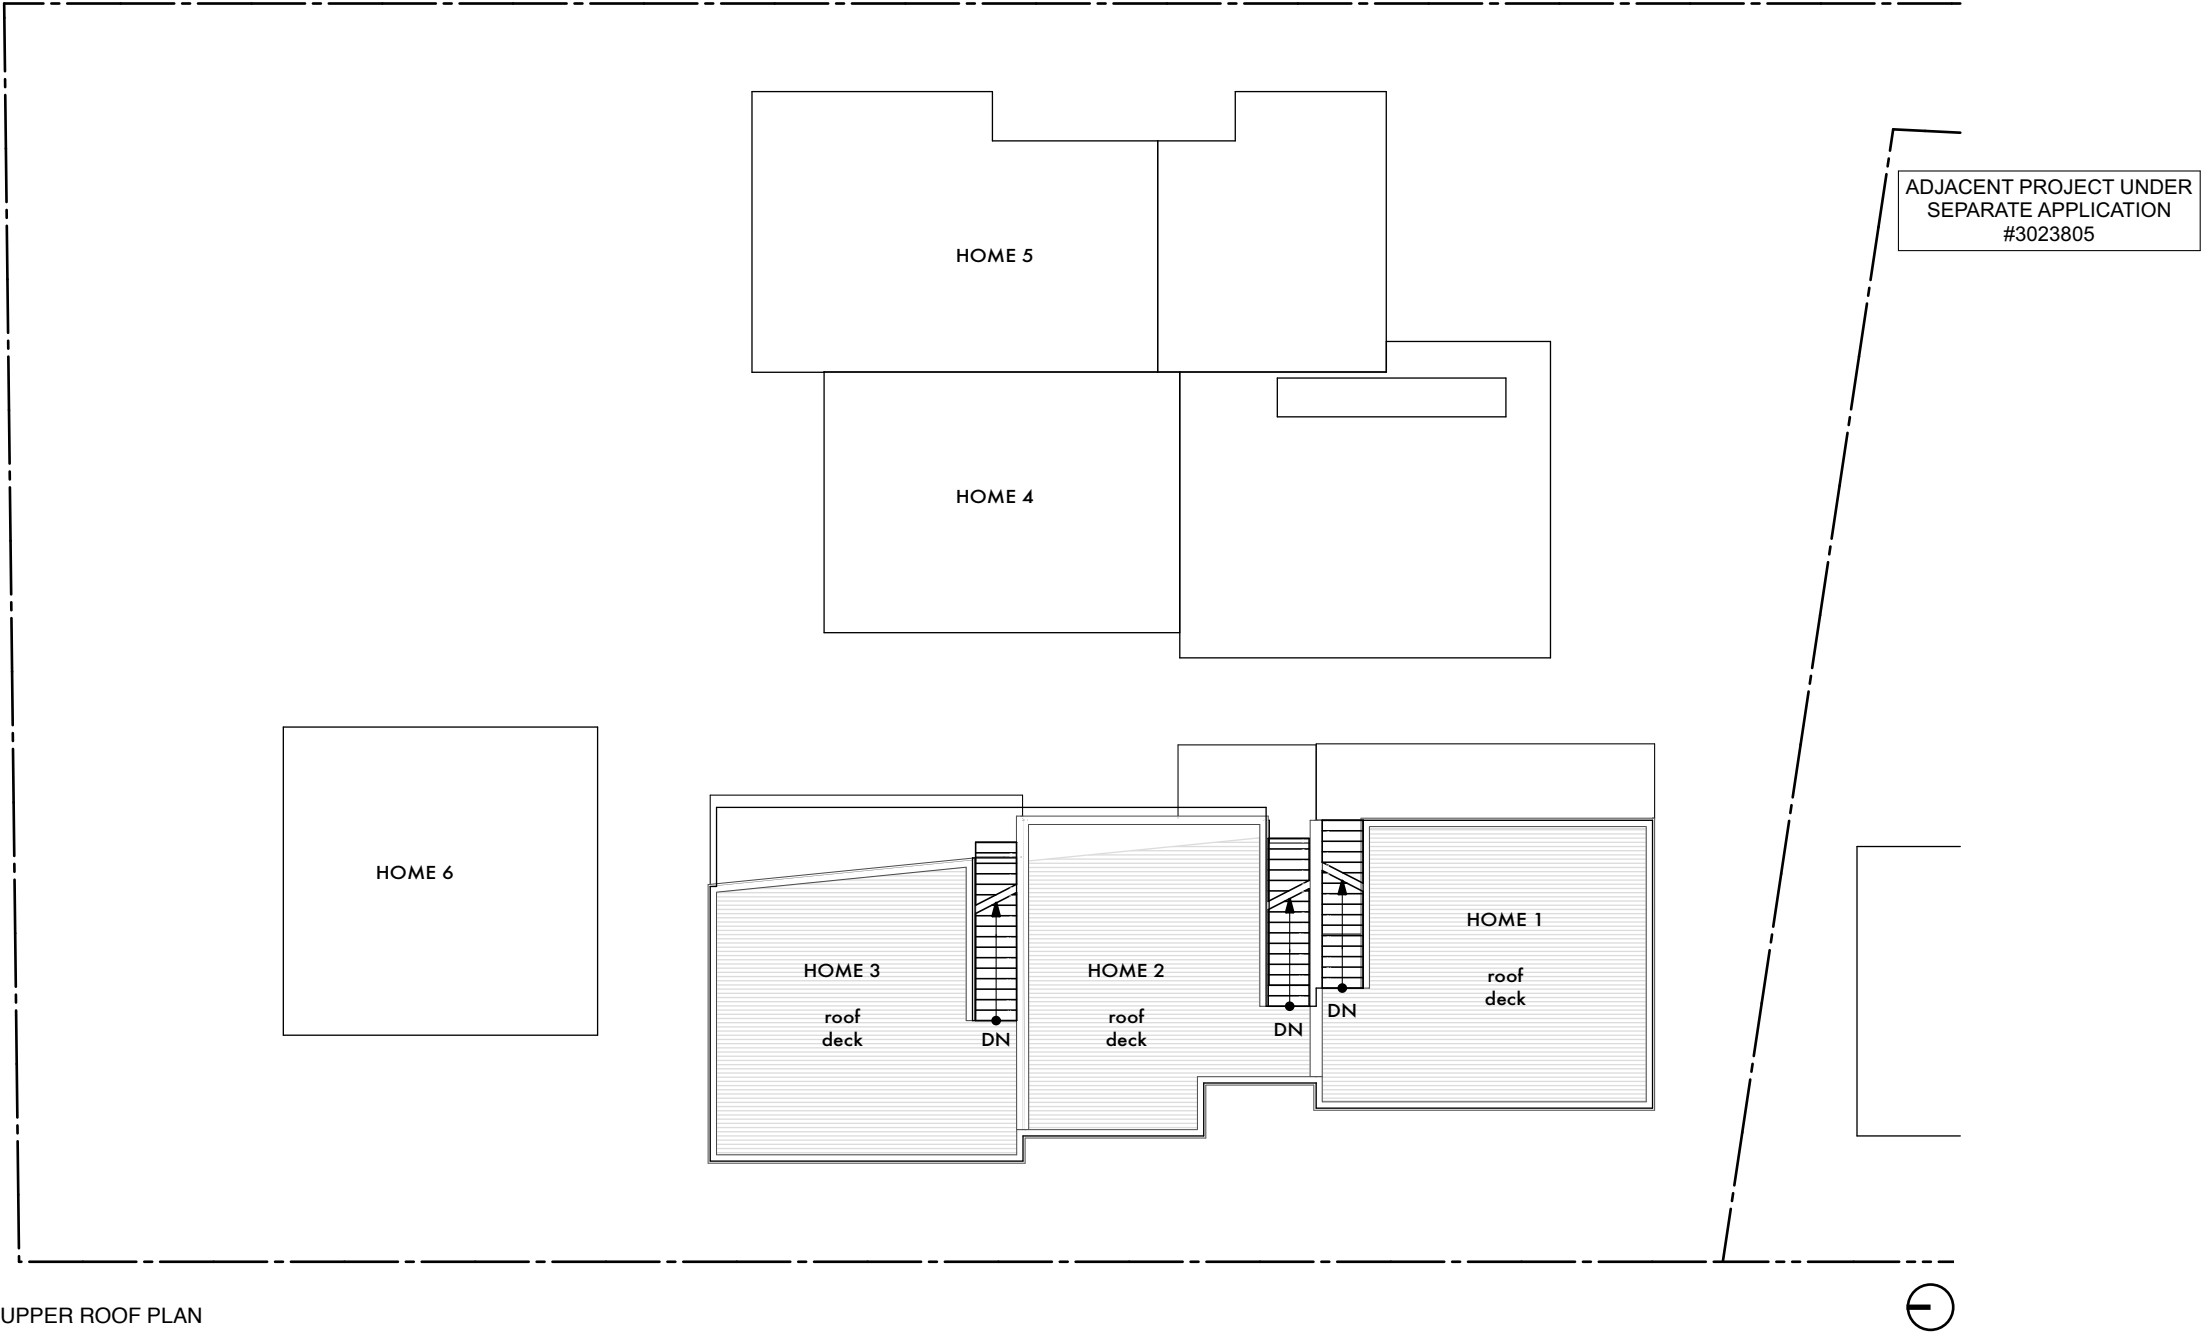 ADJACENT PROJECT UNDER
SEPARATE APPLICATION
#3023805
HOME 5
HOME 4
HOME 6
HOME 3
roof
deck
DN
HOME 2
roof
deck
DN
DN
HOME 1
roof
deck
UPPER ROOF PLAN